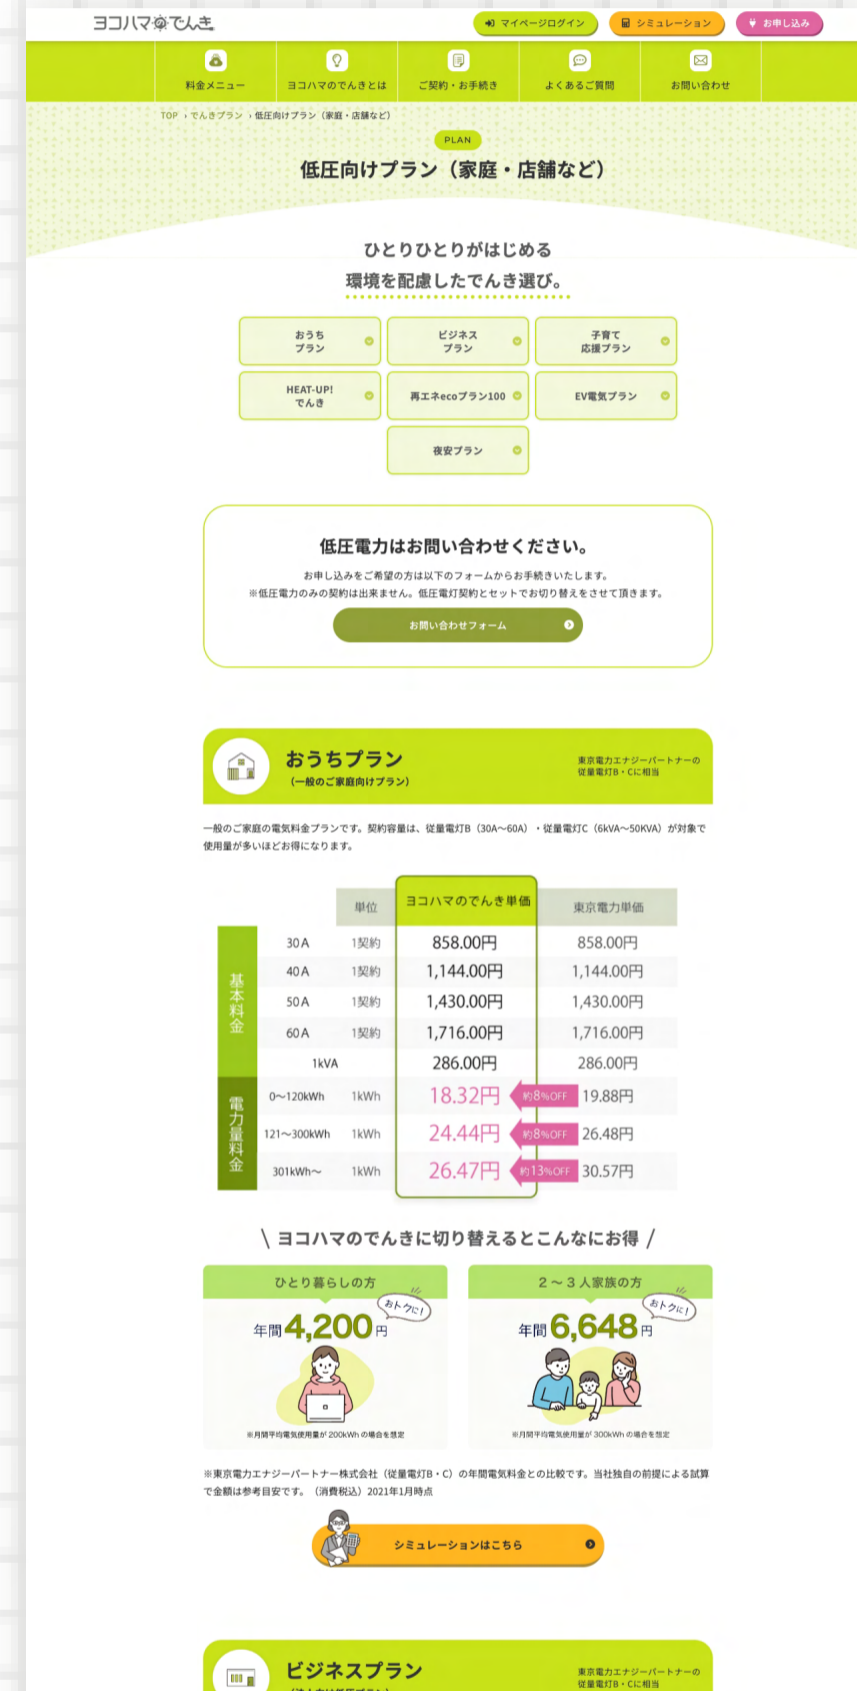 ヨコハマのでんき
マイページログイン
シミュレーション
お申し込み
料金メニュー
ヨコハマのでんきとは
ご契約・お手続き
よくあるご質問
お問い合わせ
TOP › でんきプラン › 低圧向けプラン（家庭・店舗など）
PLAN
低圧向けプラン（家庭・店舗など）
ひとりひとりがはじめる
環境を配慮したでんき選び。
おうち
プラン
ビジネス
プラン
子育て
応援プラン
HEAT-UP!
でんき
再エネecoプラン100
EV電気プラン
夜安プラン
低圧電力はお問い合わせください。
お申し込みをご希望の方は以下のフォームからお手続きいたします。
※低圧電力のみの契約は出来ません。低圧電灯契約とセットでお切り替えをさせて頂きます。
お問い合わせフォーム
おうちプラン
（一般のご家庭向けプラン）
東京電力エナジーパートナーの
従量電灯B・Cに相当
一般のご家庭の電気料金プランです。契約容量は、従量電灯B（30A〜60A）・従量電灯C（6kVA〜50KVA）が対象で
使用量が多いほどお得になります。
単位 ヨコハマのでんき単価 東京電力単価
基本料金
30A 1契約 858.00円 858.00円
40A 1契約 1,144.00円 1,144.00円
50A 1契約 1,430.00円 1,430.00円
60A 1契約 1,716.00円 1,716.00円
1kVA 286.00円 286.00円
電力量料金
0〜120kWh 1kWh 18.32円 約8%OFF 19.88円
121〜300kWh 1kWh 24.44円 約8%OFF 26.48円
301kWh〜 1kWh 26.47円 約13%OFF 30.57円
\ ヨコハマのでんきに切り替えるとこんなにお得 /
ひとり暮らしの方
おトクに！
年間4,200円
※月間平均電気使用量が 200kWh の場合を想定
２〜３人家族の方
おトクに！
年間6,648円
※月間平均電気使用量が 300kWh の場合を想定
※東京電力エナジーパートナー株式会社（従量電灯B・C）の年間電気料金との比較です。当社独自の前提による試算
で金額は参考目安です。（消費税込）2021年1月時点
シミュレーションはこちら
ビジネスプラン
東京電力エナジーパートナーの
従量電灯B・Cに相当